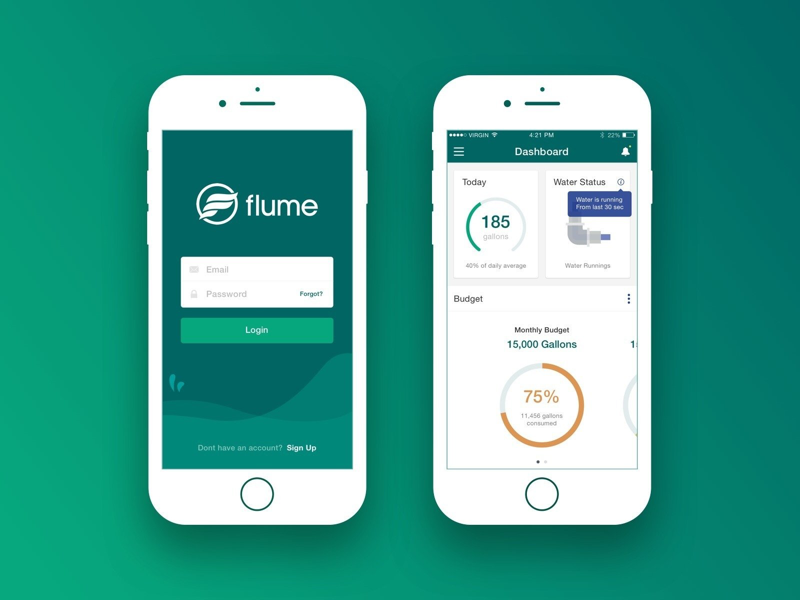 flume
Email
Password
Forgot?
Login
Dont have an account? Sign Up
VIRGIN
4:21 PM
22%
Dashboard
Today
185
gallons
40% of daily average
Water Status
Water is running
From last 30 sec
Water Runnings
Budget
Monthly Budget
15,000 Gallons
75%
11,456 gallons
consumed